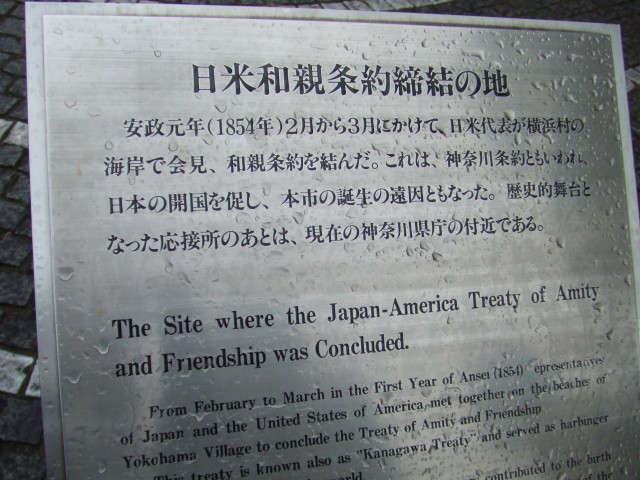 日米和親条約締結の地
安政元年(1854年)2月から3月にかけて、日米代表が横浜村の
海岸で会見、和親条約を結んだ。これは、神奈川条約ともいわれ、
日本の開国を促し、本市の誕生の遠因ともなった。歴史的舞台と
なった応接所のあとは、現在の神奈川県庁の付近である。
The Site where the Japan-America Treaty of Amity
and Friendship was Concluded.
From February to March in the First Year of Ansei (1854) epresentatives
of Japan and the United States of America met together on the beaches of
Yokohama Village to conclude the Treaty of Amity and Friendship.
This treaty is known also as "Kanagawa Treaty" and served as harbinger
world. contributed to the birth
of the